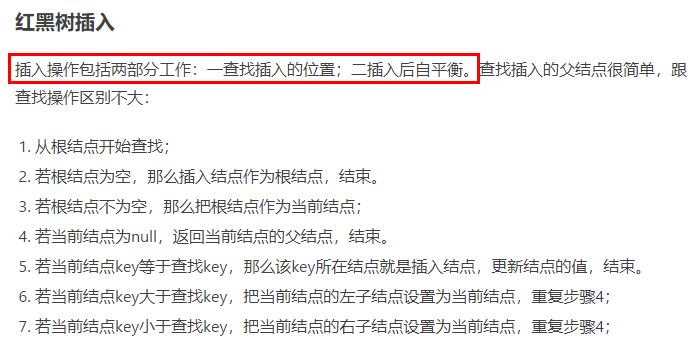 红黑树插入
插入操作包括两部分工作：一查找插入的位置；二插入后自平衡。查找插入的父结点很简单，跟
查找操作区别不大：
1. 从根结点开始查找；
2. 若根结点为空，那么插入结点作为根结点，结束。
3. 若根结点不为空，那么把根结点作为当前结点；
4. 若当前结点为null，返回当前结点的父结点，结束。
5. 若当前结点key等于查找key，那么该key所在结点就是插入结点，更新结点的值，结束。
6. 若当前结点key大于查找key，把当前结点的左子结点设置为当前结点，重复步骤4；
7. 若当前结点key小于查找key，把当前结点的右子结点设置为当前结点，重复步骤4；